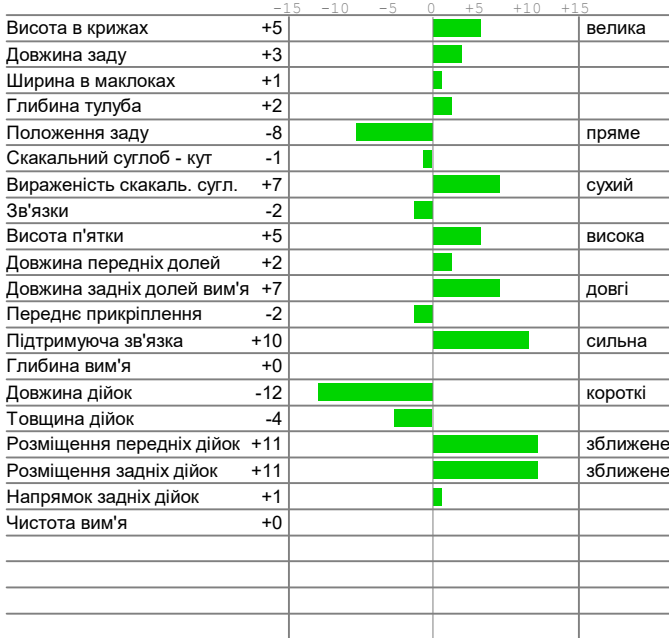 -15 -10 -5 0 +5 +10 +15
Висота в крижах +5 велика
Довжина заду +3
Ширина в маклоках +1
Глибина тулуба +2
Положення заду -8 пряме
Скакальний суглоб - кут -1
Вираженість скакаль. сугл. +7 сухий
Зв'язки -2
Висота п'ятки +5 висока
Довжина передніх долей +2
Довжина задніх долей вим'я +7 довгі
Переднє прикріплення -2
Підтримуюча зв'язка +10 сильна
Глибина вим'я +0
Довжина дійок -12 короткі
Товщина дійок -4
Розміщення передніх дійок +11 зближене
Розміщення задніх дійок +11 зближене
Напрямок задніх дійок +1
Чистота вим'я +0